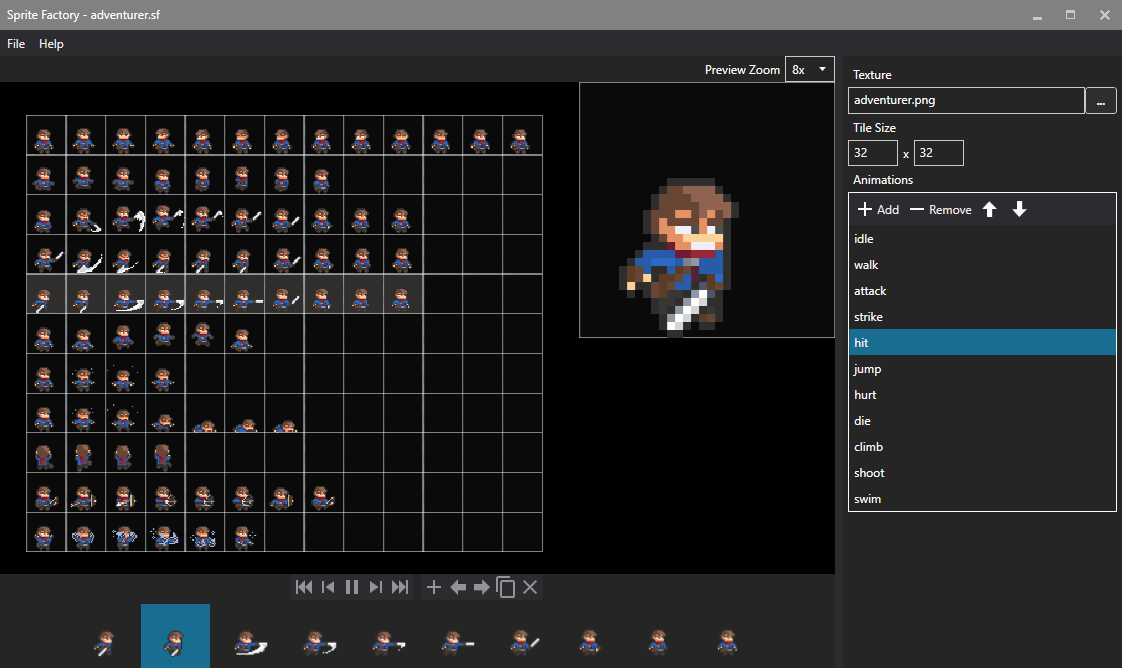 Sprite Factory - adventurer.sf
File Help
Preview Zoom 8x
Texture
adventurer.png ...
Tile Size
32 x 32
Animations
Add Remove
idle
walk
attack
strike
hit
jump
hurt
die
climb
shoot
swim